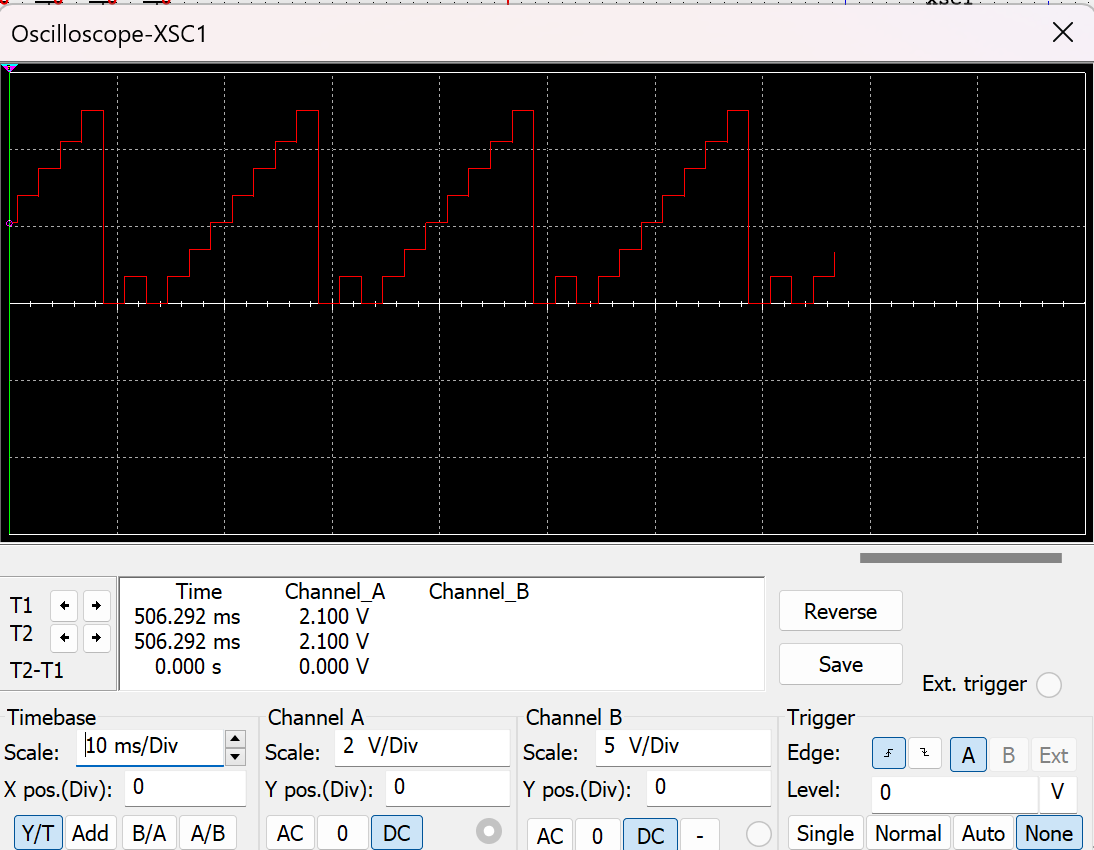 XSC1
Oscilloscope-XSC1
Time Channel_A Channel_B
T1 506.292 ms 2.100 V
T2 506.292 ms 2.100 V
T2-T1 0.000 s 0.000 V
Reverse
Save
Ext. trigger
Timebase
Scale: 10 ms/Div
X pos.(Div): 0
Y/T Add B/A A/B
Channel A
Scale: 2 V/Div
Y pos.(Div): 0
AC 0 DC
Channel B
Scale: 5 V/Div
Y pos.(Div): 0
AC 0 DC -
Trigger
Edge: A B Ext
Level: 0 V
Single Normal Auto None